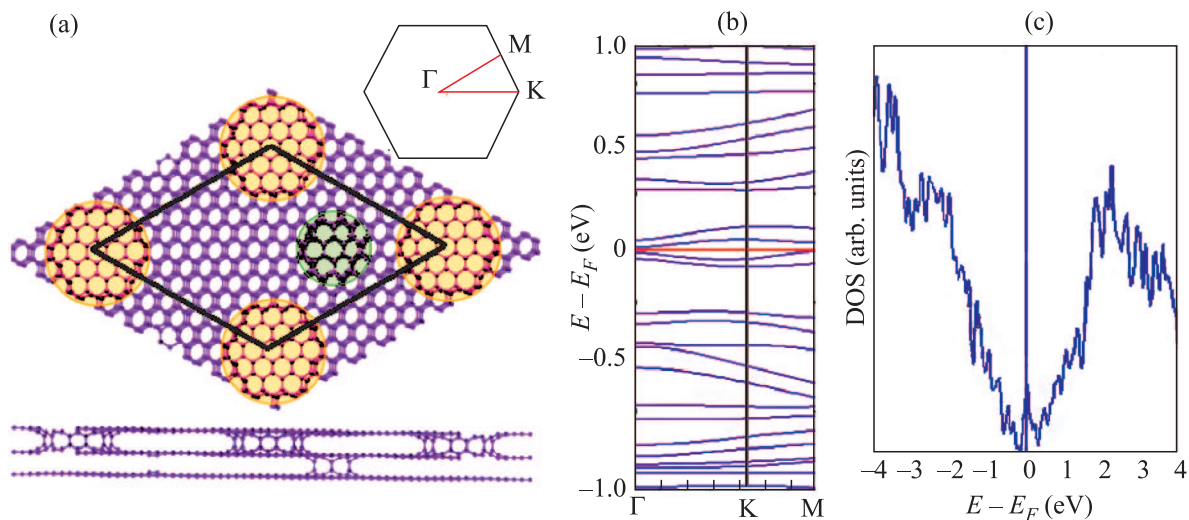 (a)
M
Γ
K
(b)
1.0
0.5
0
−0.5
−1.0
E − E_F (eV)
Γ
K
M
(c)
DOS (arb. units)
−4 −3 −2 −1 0 1 2 3 4
E − E_F (eV)